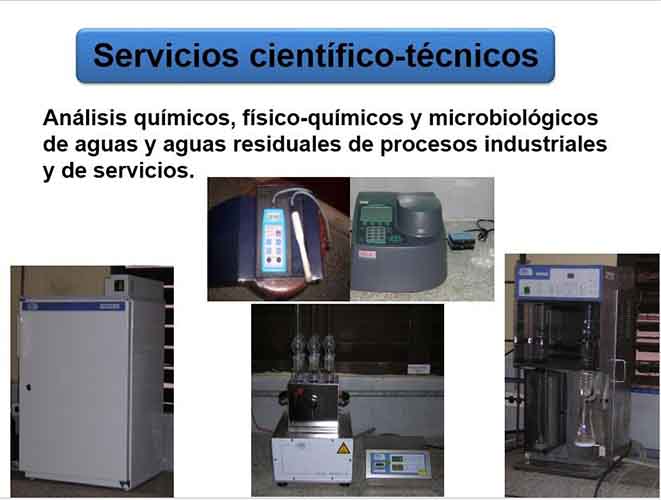 Servicios científico-técnicos
Análisis químicos, físico-químicos y microbiológicos
de aguas y aguas residuales de procesos industriales
y de servicios.